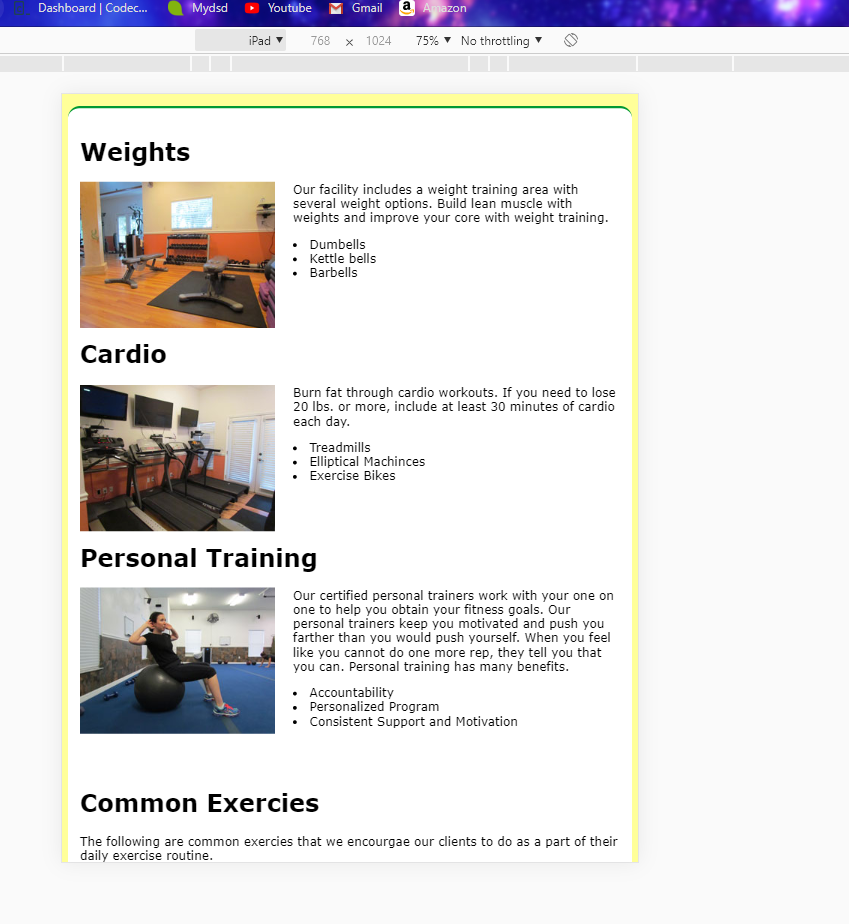 Dashboard | Codec... Mydsd Youtube Gmail Amazon
iPad ▼ 768 × 1024 75% ▼ No throttling ▼
Weights
Our facility includes a weight training area with
several weight options. Build lean muscle with
weights and improve your core with weight training.
• Dumbells
• Kettle bells
• Barbells
Cardio
Burn fat through cardio workouts. If you need to lose
20 lbs. or more, include at least 30 minutes of cardio
each day.
• Treadmills
• Elliptical Machinces
• Exercise Bikes
Personal Training
Our certified personal trainers work with your one on
one to help you obtain your fitness goals. Our
personal trainers keep you motivated and push you
farther than you would push yourself. When you feel
like you cannot do one more rep, they tell you that
you can. Personal training has many benefits.
• Accountability
• Personalized Program
• Consistent Support and Motivation
Common Exercies
The following are common exercies that we encourgae our clients to do as a part of their
daily exercise routine.